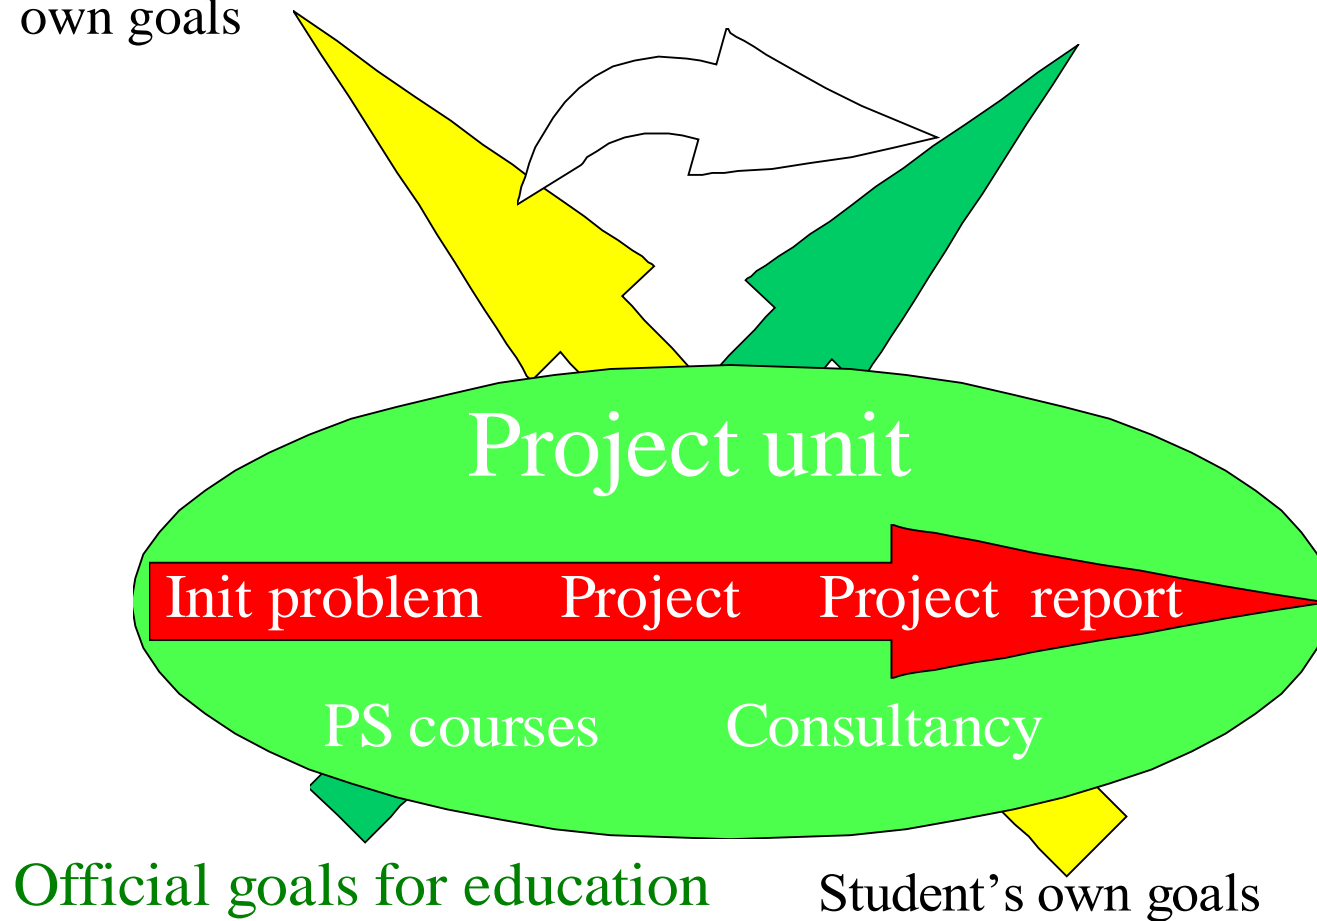 own goals
Project unit
Init problem Project Project report
PS courses Consultancy
Official goals for education
Student’s own goals